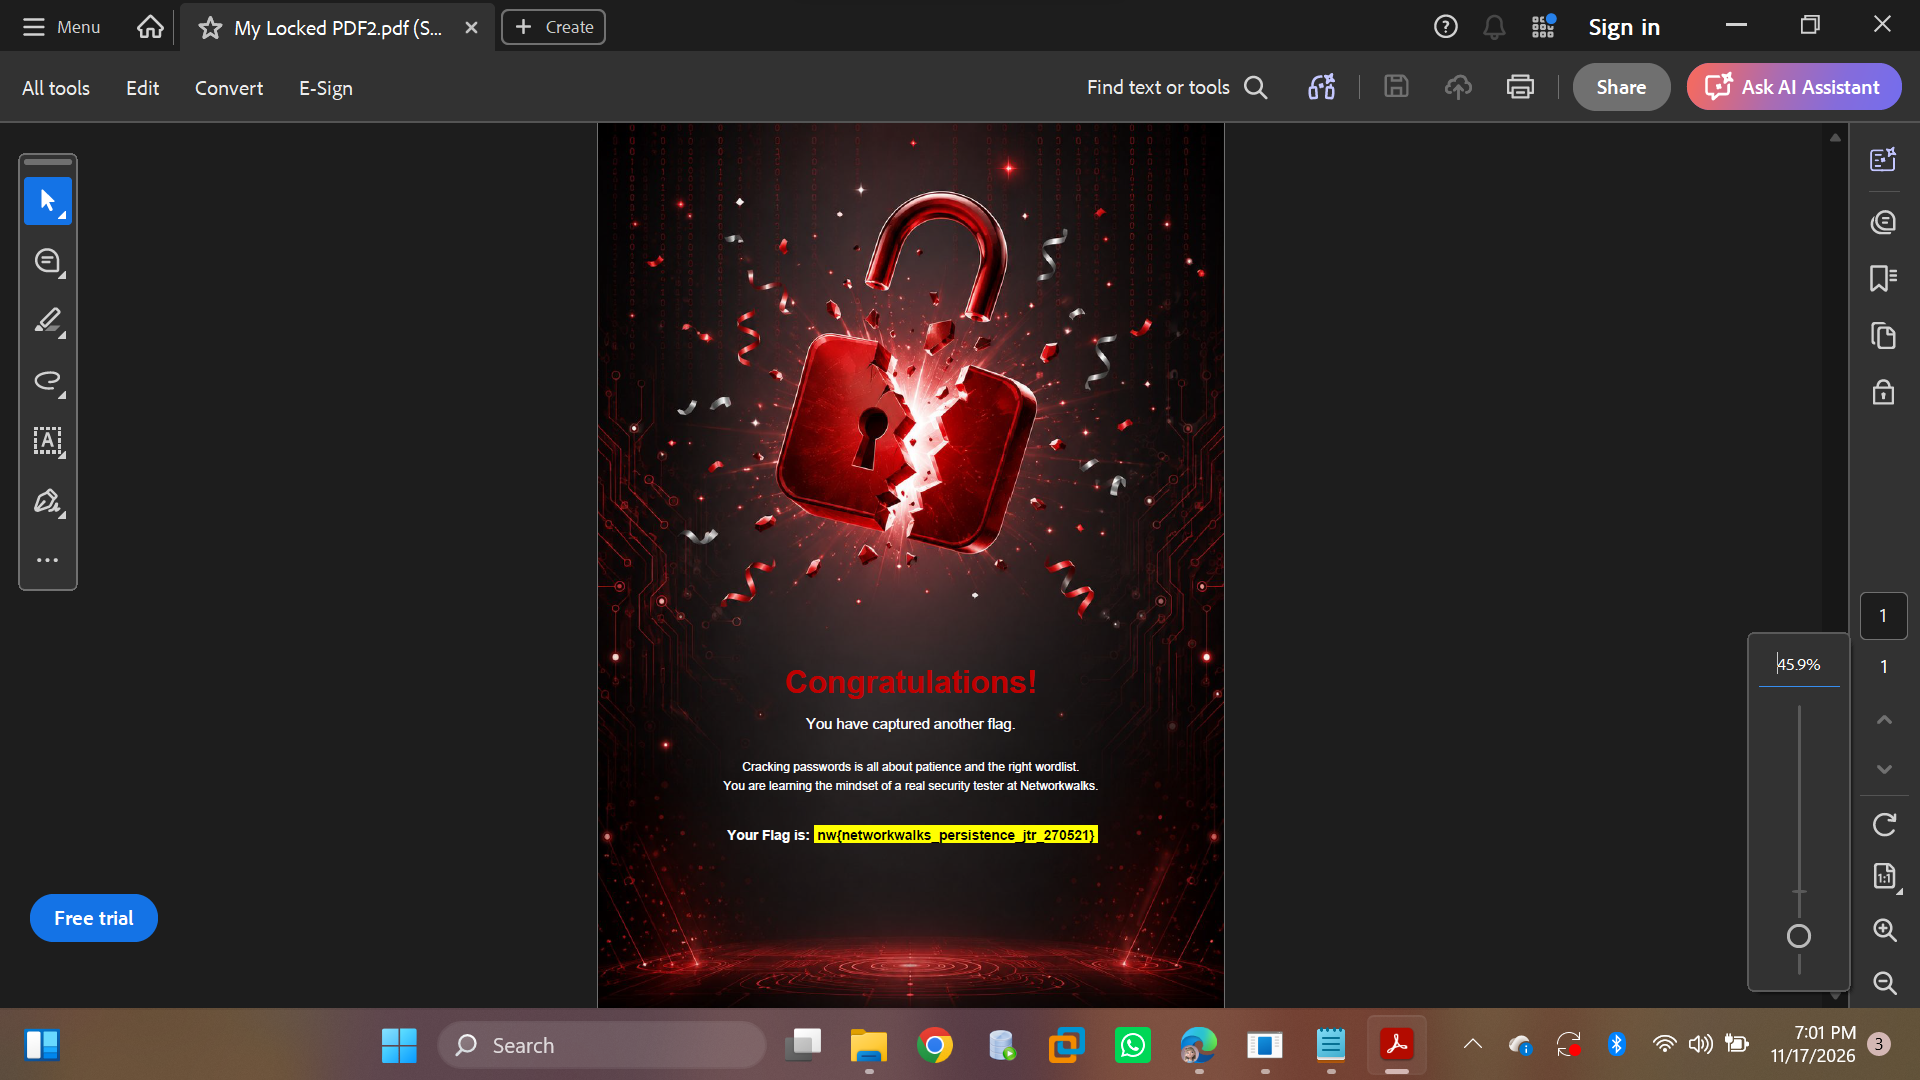 Menu
My Locked PDF2.pdf (S...
Create
Sign in
All tools
Edit
Convert
E-Sign
Find text or tools
Share
Ask AI Assistant
Congratulations!
You have captured another flag.
Cracking passwords is all about patience and the right wordlist.
You are learning the mindset of a real security tester at Networkwalks.
Your Flag is: nw{networkwalks_persistence_jtr_270521}
1
45.9%
1
1:1
Free trial
Search
7:01 PM
11/17/2026
3